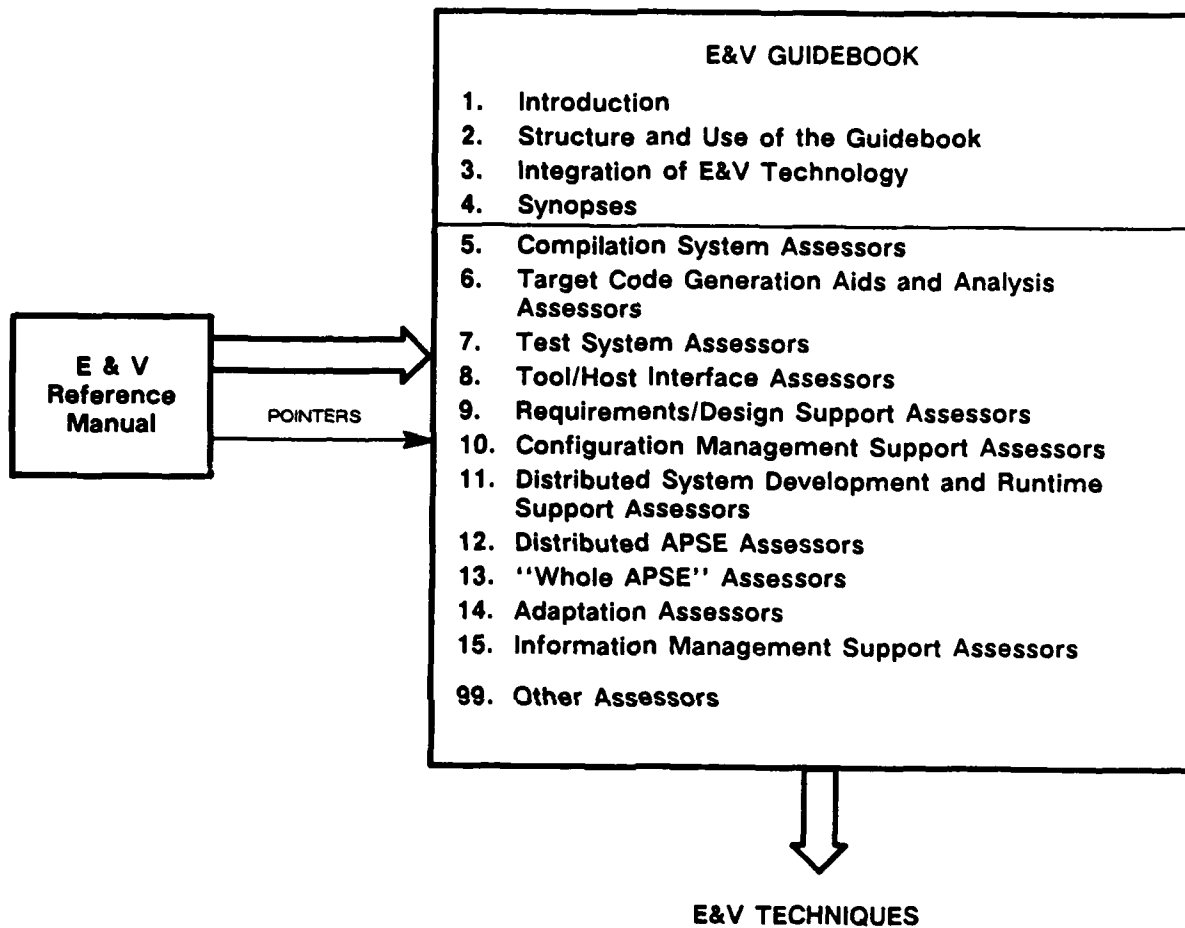 E&V GUIDEBOOK
1. Introduction
2. Structure and Use of the Guidebook
3. Integration of E&V Technology
4. Synopses
5. Compilation System Assessors
6. Target Code Generation Aids and Analysis
Assessors
7. Test System Assessors
8. Tool/Host Interface Assessors
9. Requirements/Design Support Assessors
10. Configuration Management Support Assessors
11. Distributed System Development and Runtime
Support Assessors
12. Distributed APSE Assessors
13. ''Whole APSE'' Assessors
14. Adaptation Assessors
15. Information Management Support Assessors
99. Other Assessors
E & V
Reference
Manual
POINTERS
E&V TECHNIQUES